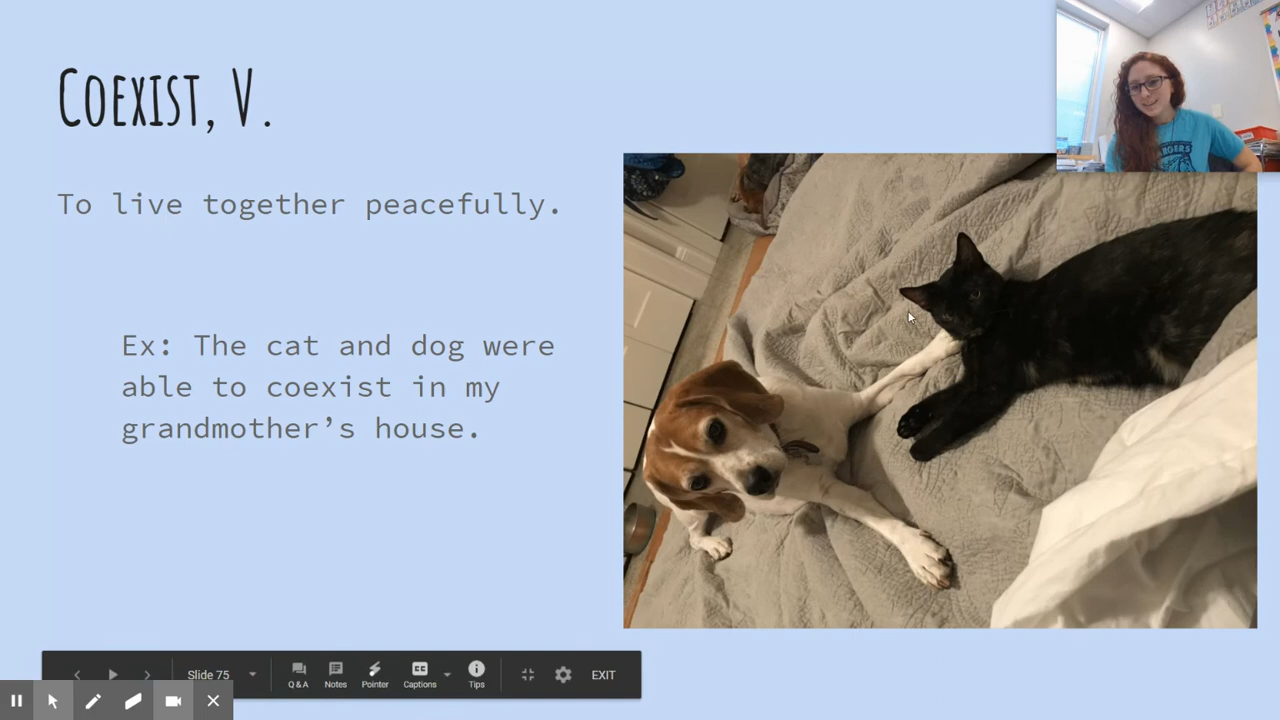 Coexist, V.
To live together peacefully.
Ex: The cat and dog were
able to coexist in my
grandmother’s house.
Slide 75
Q&A
Notes
Pointer
Captions
Tips
EXIT